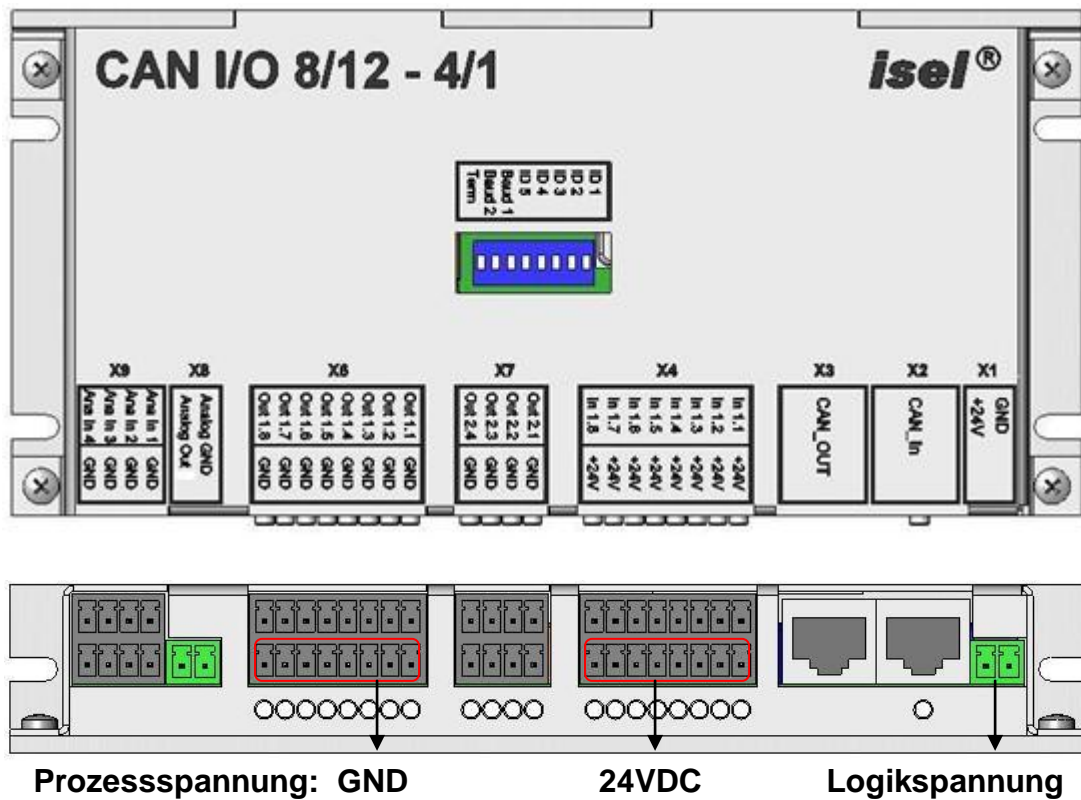 CAN I/O 8/12 - 4/1
isel®
ID 1
ID 2
ID 3
ID 4
ID 5
Baud 1
Baud 2
Term
X9
X8
X6
X7
X4
X3
X2
X1
Ana In 1 GND
Ana In 2 GND
Ana In 3 GND
Ana In 4 GND
Analog GND
Analog Out
Out 1.1 GND
Out 1.2 GND
Out 1.3 GND
Out 1.4 GND
Out 1.5 GND
Out 1.6 GND
Out 1.7 GND
Out 1.8 GND
Out 2.1 GND
Out 2.2 GND
Out 2.3 GND
Out 2.4 GND
In 1.1 +24V
In 1.2 +24V
In 1.3 +24V
In 1.4 +24V
In 1.5 +24V
In 1.6 +24V
In 1.7 +24V
In 1.8 +24V
CAN_OUT
CAN_In
GND
+24V
Prozessspannung: GND 24VDC Logikspannung